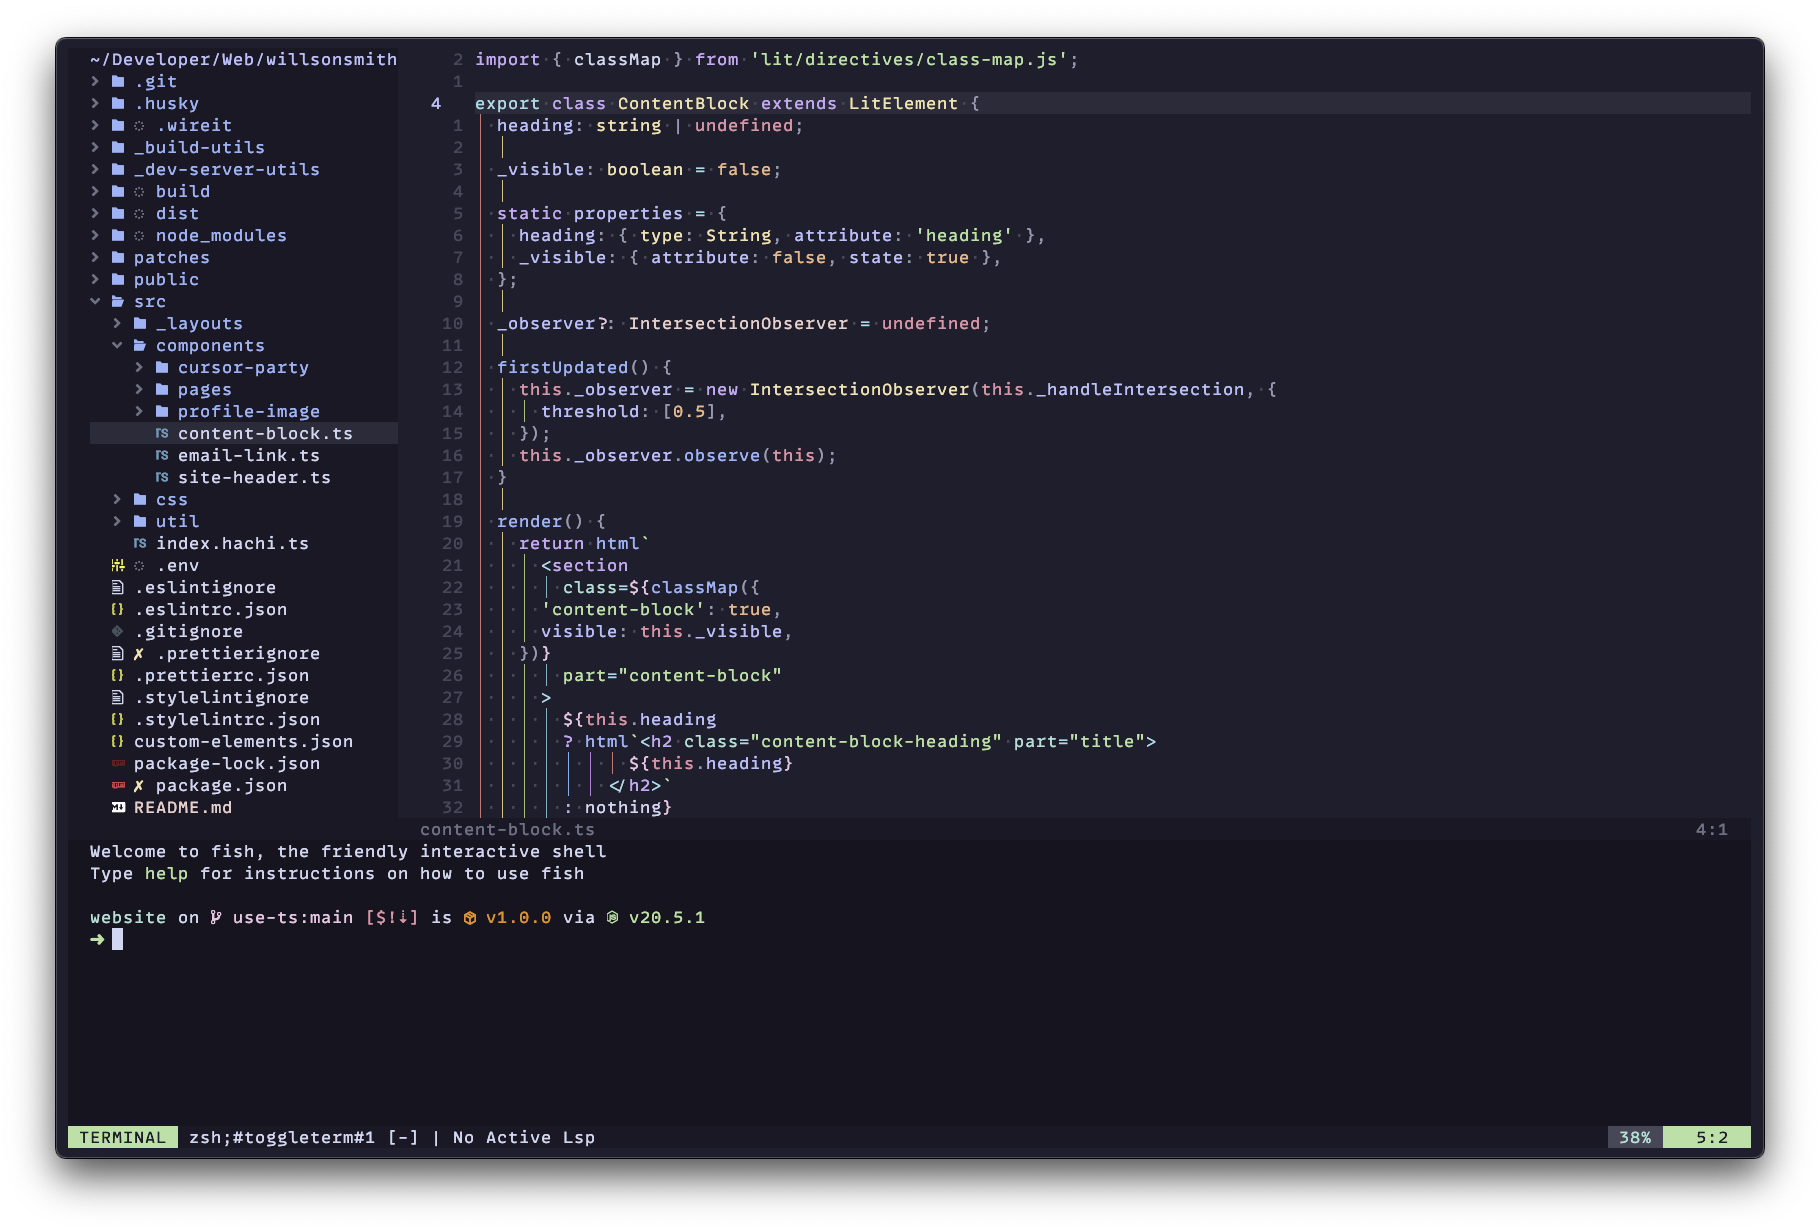 ~/Developer/Web/willsonsmith
.git
.husky
.wireit
_build-utils
_dev-server-utils
build
dist
node_modules
patches
public
src
_layouts
components
cursor-party
pages
profile-image
TS content-block.ts
TS email-link.ts
TS site-header.ts
css
util
TS index.hachi.ts
.env
.eslintignore
{} .eslintrc.json
.gitignore
✗ .prettierignore
{} .prettierrc.json
.stylelintignore
{} .stylelintrc.json
{} custom-elements.json
package-lock.json
✗ package.json
README.md
2 import { classMap } from 'lit/directives/class-map.js';
1
4 export class ContentBlock extends LitElement {
1 heading: string | undefined;
2
3 _visible: boolean = false;
4
5 static properties = {
6 heading: { type: String, attribute: 'heading' },
7 _visible: { attribute: false, state: true },
8 };
9
10 _observer?: IntersectionObserver = undefined;
11
12 firstUpdated() {
13 this._observer = new IntersectionObserver(this._handleIntersection, {
14 threshold: [0.5],
15 });
16 this._observer.observe(this);
17 }
18
19 render() {
20 return html`
21 <section
22 class=${classMap({
23 'content-block': true,
24 visible: this._visible,
25 })}
26 part="content-block"
27 >
28 ${this.heading
29 ? html`<h2 class="content-block-heading" part="title">
30 ${this.heading}
31 </h2>`
32 : nothing}
content-block.ts 4:1
Welcome to fish, the friendly interactive shell
Type help for instructions on how to use fish
website on use-ts:main [$!⇣] is v1.0.0 via v20.5.1
➜
TERMINAL zsh;#toggleterm#1 [-] | No Active Lsp 38% 5:2